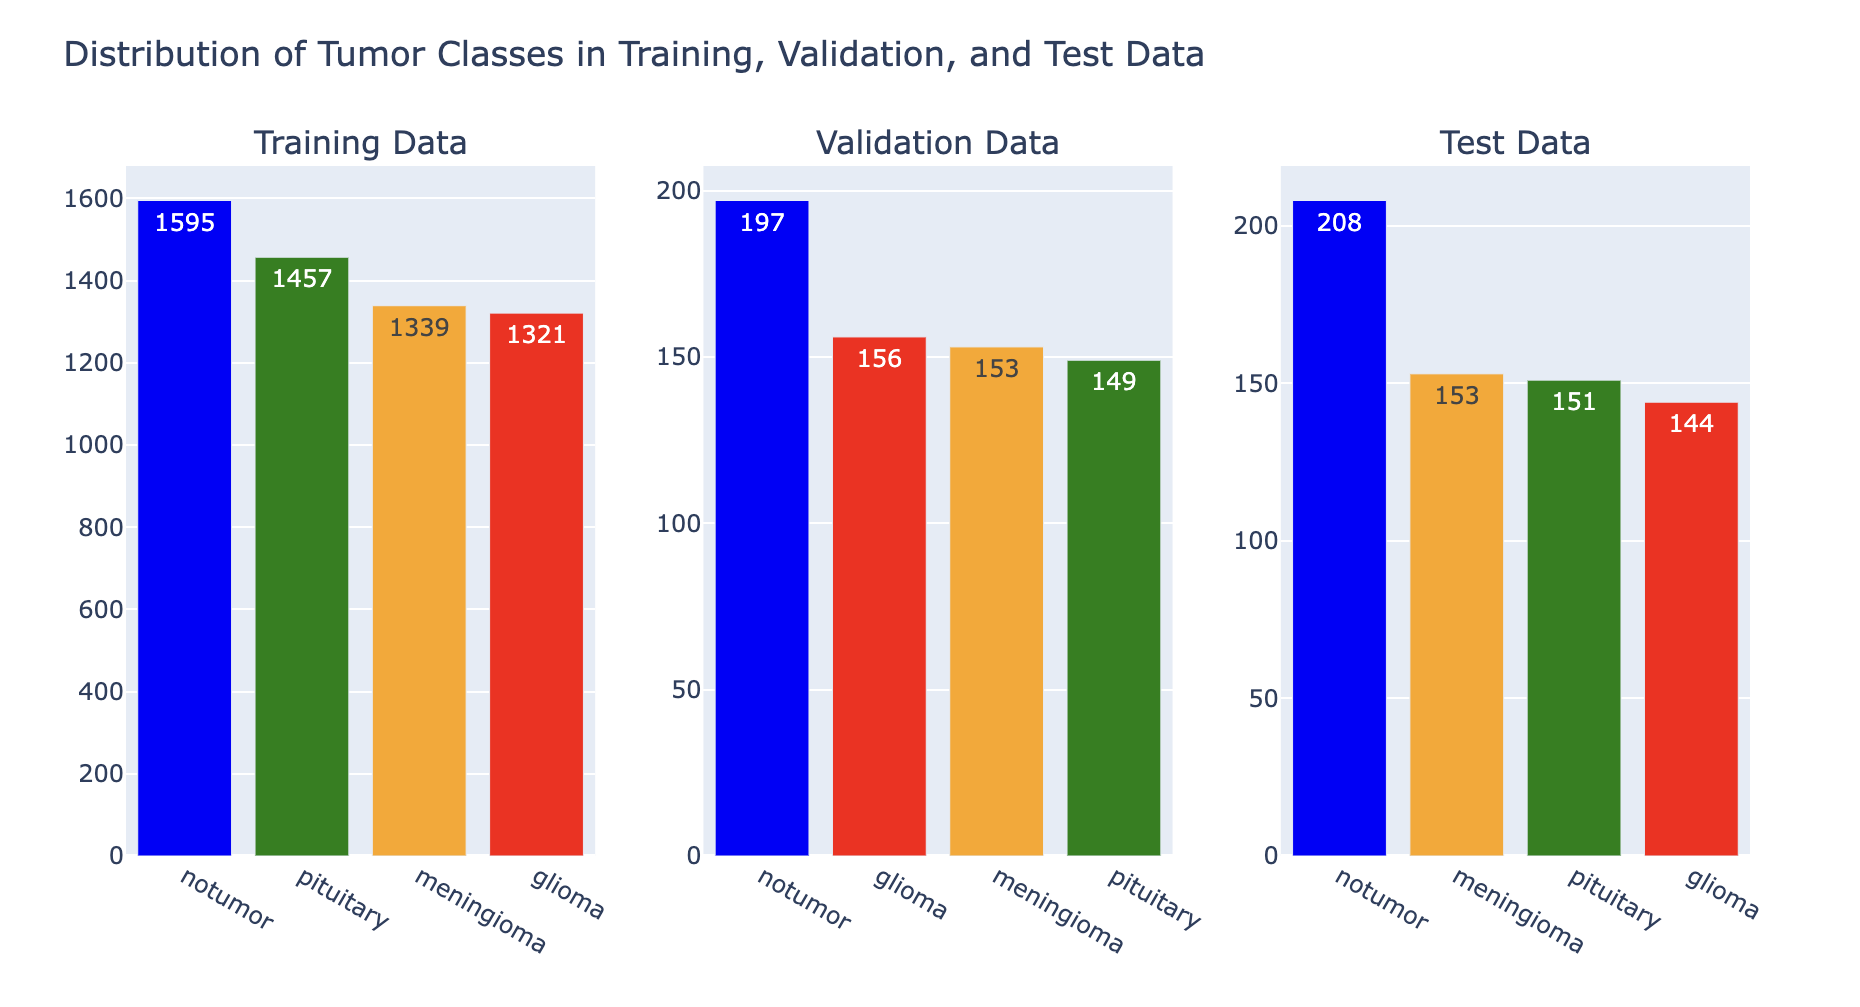 Distribution of Tumor Classes in Training, Validation, and Test Data
Training Data
1600
1400
1200
1000
800
600
400
200
0
1595
1457
1339
1321
notumor
pituitary
meningioma
glioma
Validation Data
200
150
100
50
0
197
156
153
149
notumor
glioma
meningioma
pituitary
Test Data
200
150
100
50
0
208
153
151
144
notumor
meningioma
pituitary
glioma